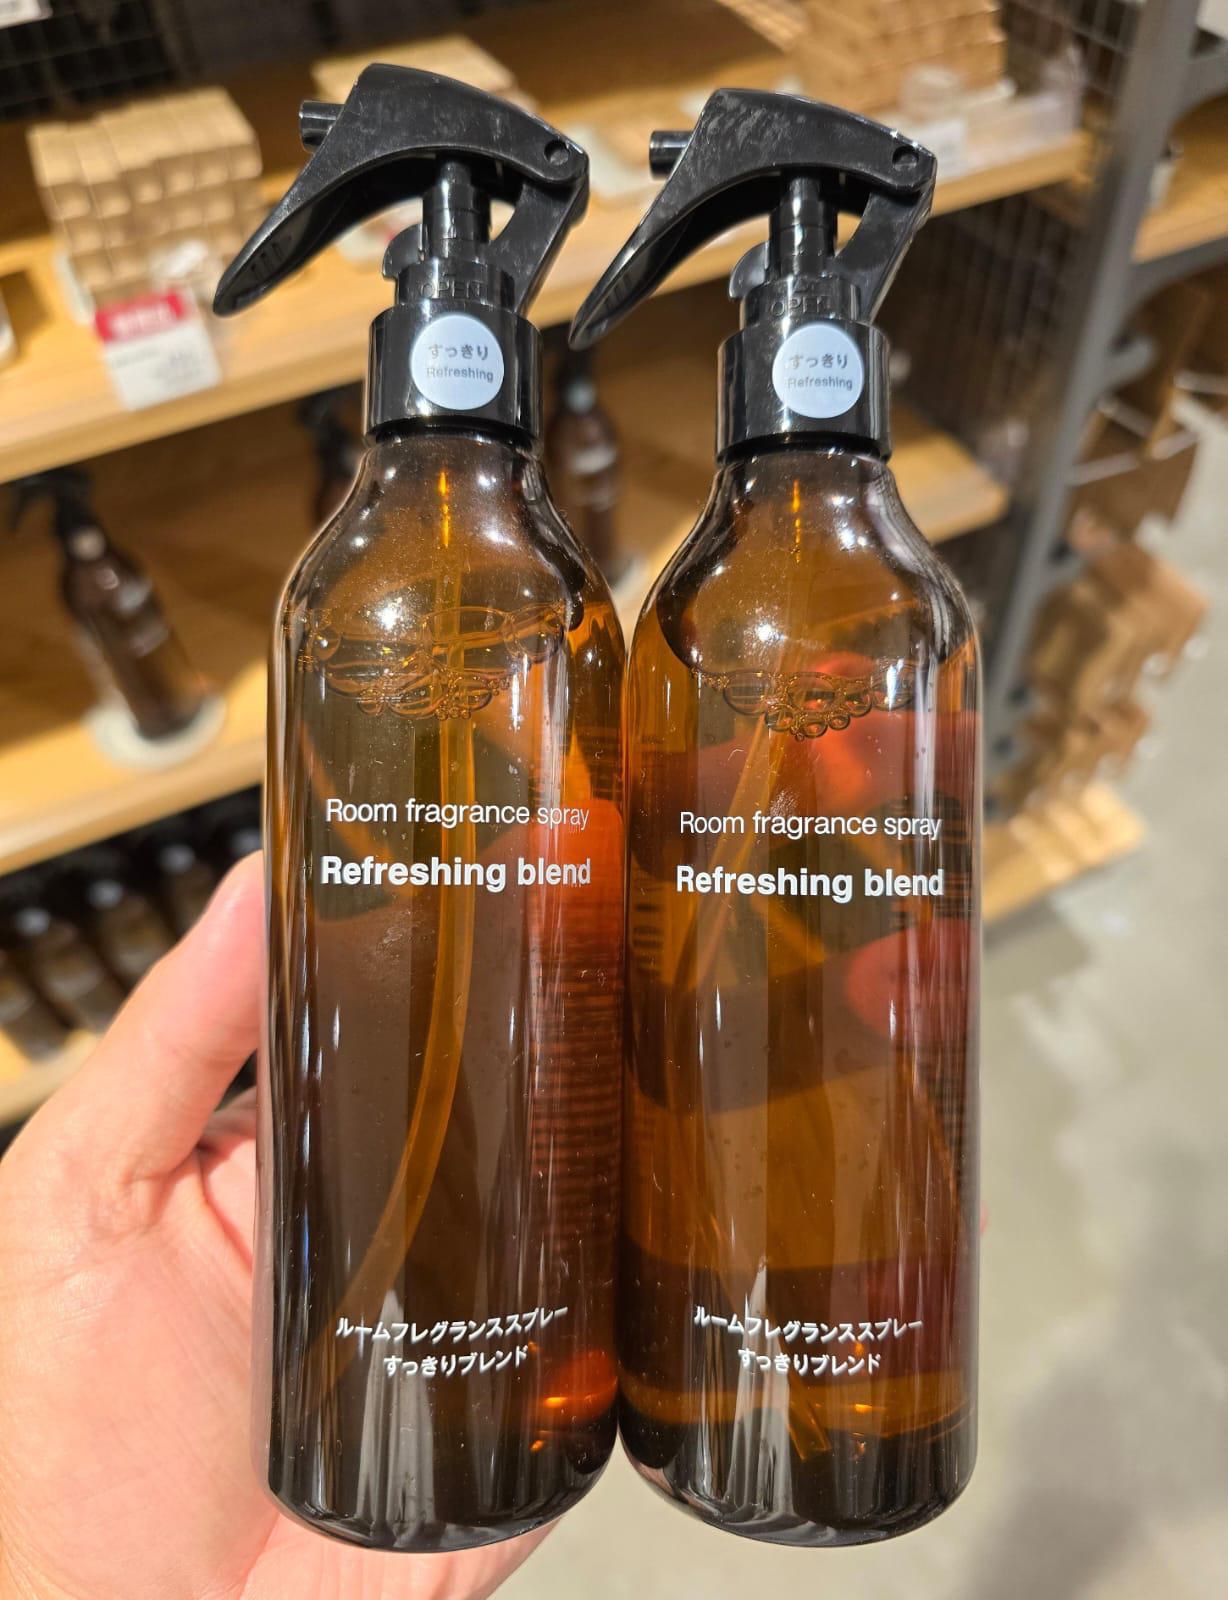 OPEN
すっきり
Refreshing
Room fragrance spray
Refreshing blend
ルームフレグランススプレー
すっきりブレンド
OPEN
すっきり
Refreshing
Room fragrance spray
Refreshing blend
ルームフレグランススプレー
すっきりブレンド